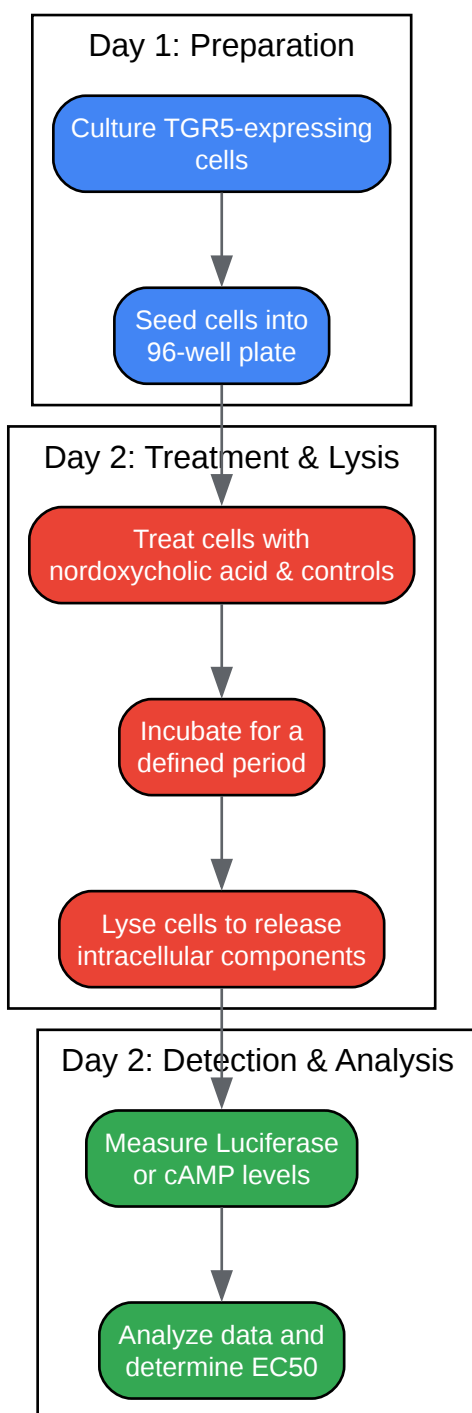 Day 1: Preparation
Culture TGR5-expressing
cells
Seed cells into
96-well plate
Day 2: Treatment & Lysis
Treat cells with
nordoxycholic acid & controls
Incubate for a
defined period
Lyse cells to release
intracellular components
Day 2: Detection & Analysis
Measure Luciferase
or cAMP levels
Analyze data and
determine EC50